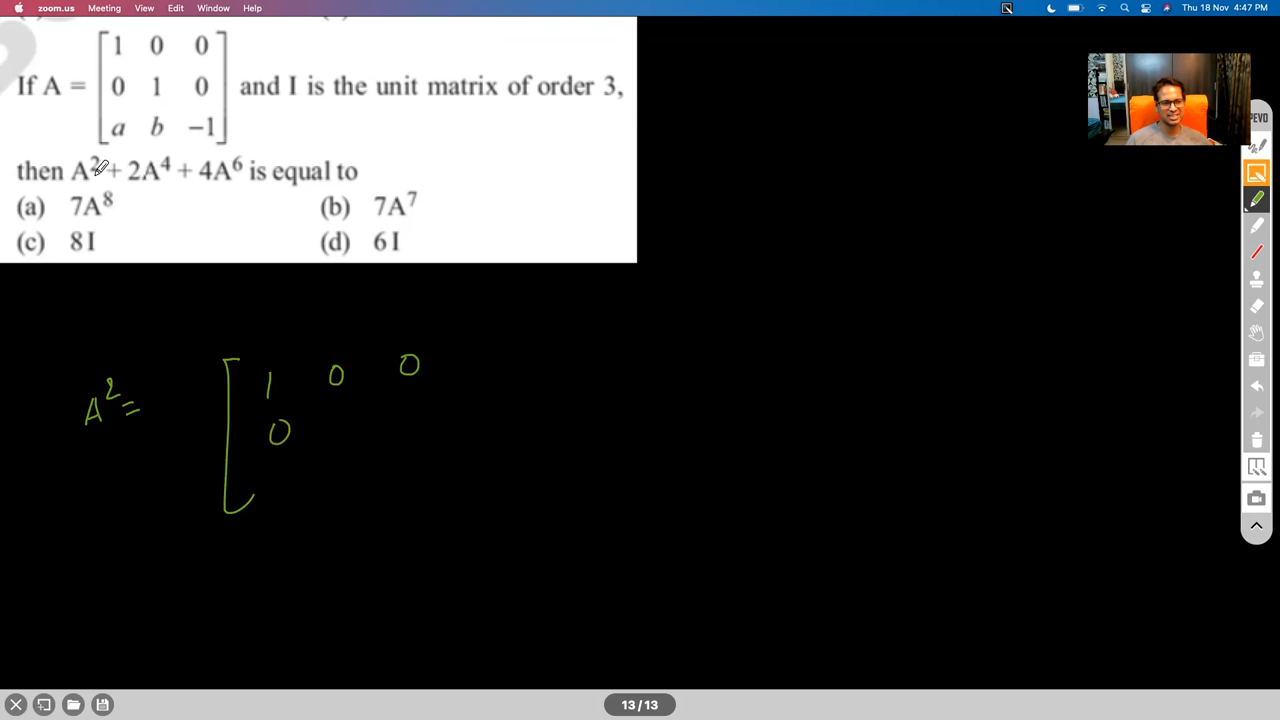 zoom.us Meeting View Edit Window Help Thu 18 Nov 4:47 PM
1 0 0
If A = 0 1 0 and I is the unit matrix of order 3,
a b −1
then A² + 2A⁴ + 4A⁶ is equal to
(a) 7A⁸ (b) 7A⁷
(c) 8 I (d) 6 I
1 0 0
A² =
0
13 / 13